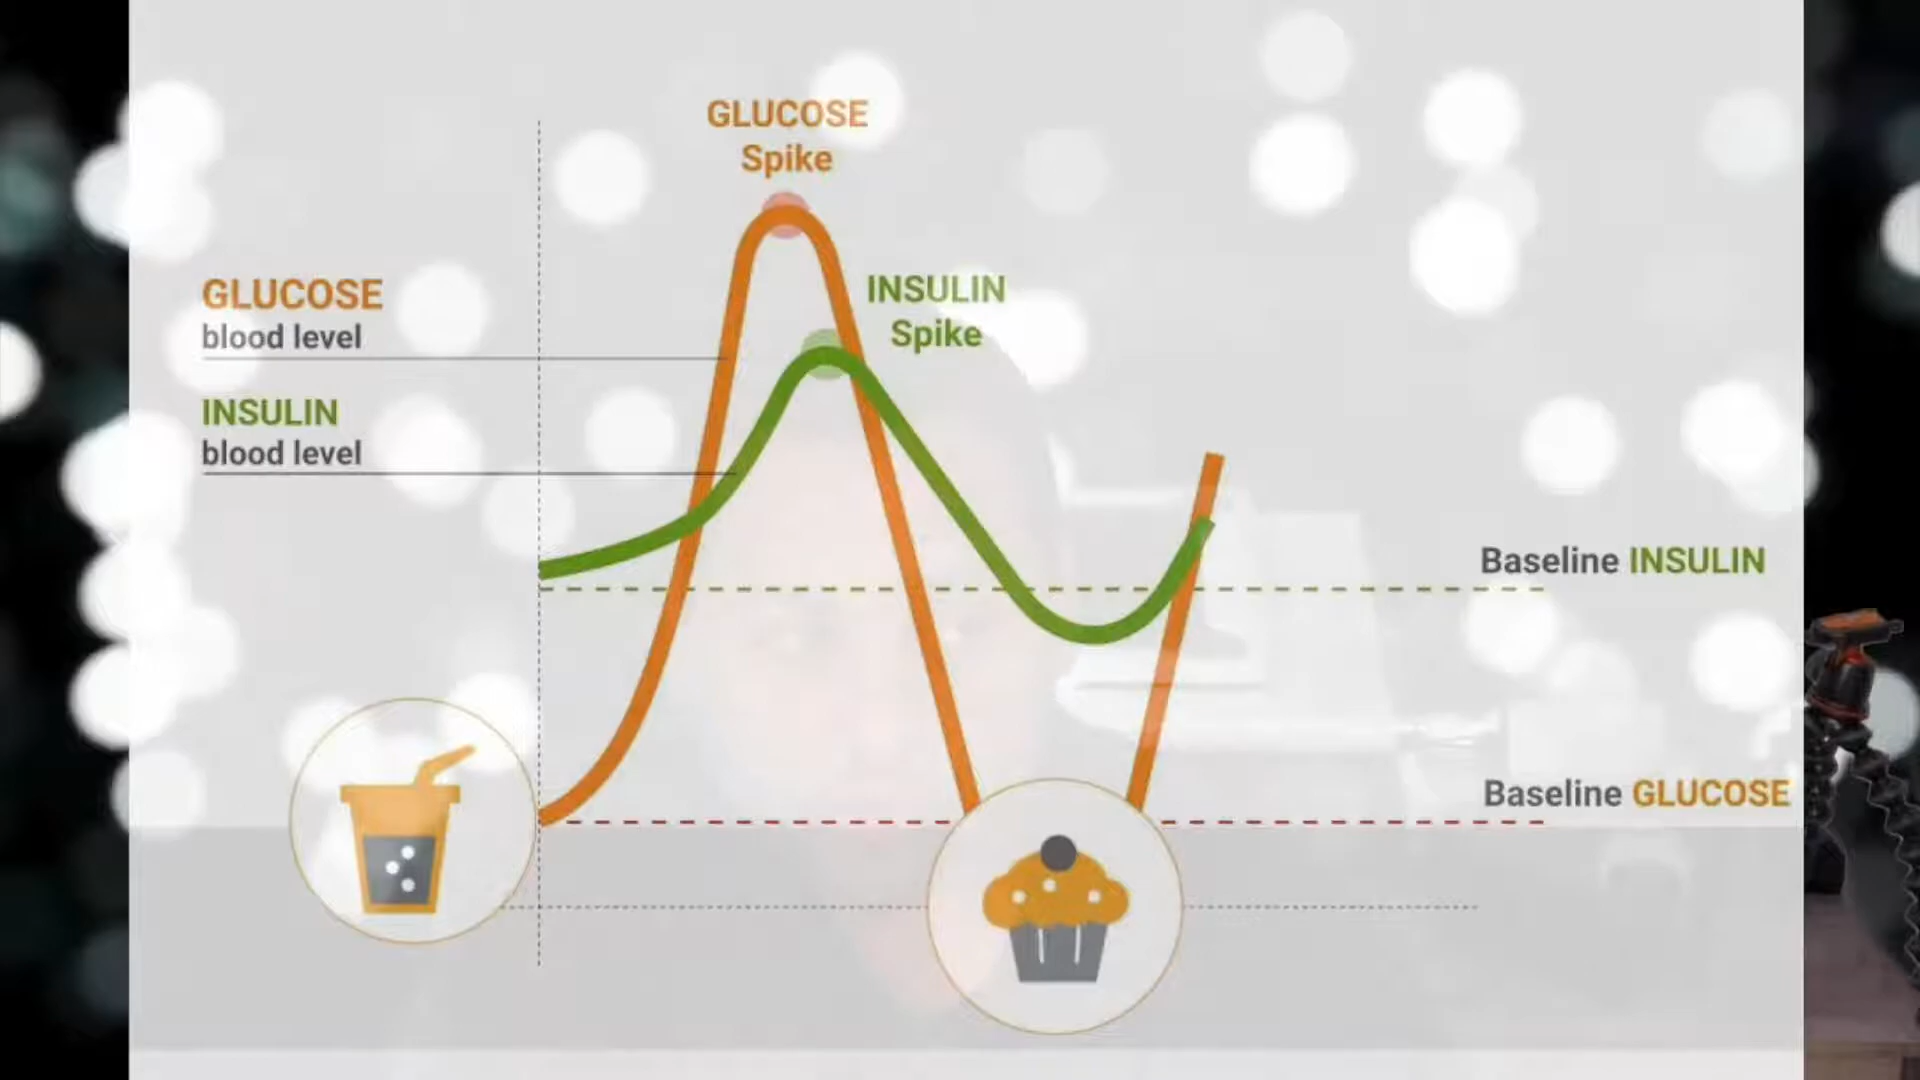 GLUCOSE
Spike
INSULIN
Spike
GLUCOSE
blood level
INSULIN
blood level
Baseline INSULIN
Baseline GLUCOSE